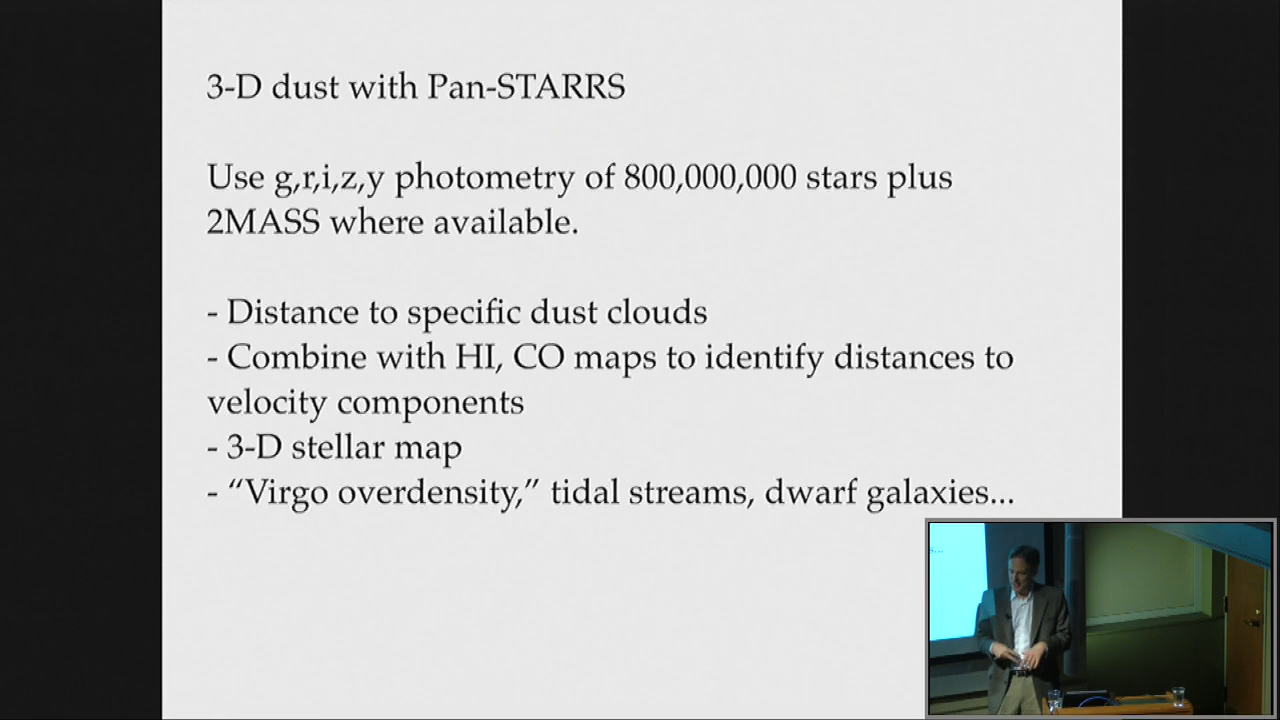 3-D dust with Pan-STARRS
Use g,r,i,z,y photometry of 800,000,000 stars plus
2MASS where available.
- Distance to specific dust clouds
- Combine with HI, CO maps to identify distances to
velocity components
- 3-D stellar map
- “Virgo overdensity,” tidal streams, dwarf galaxies...